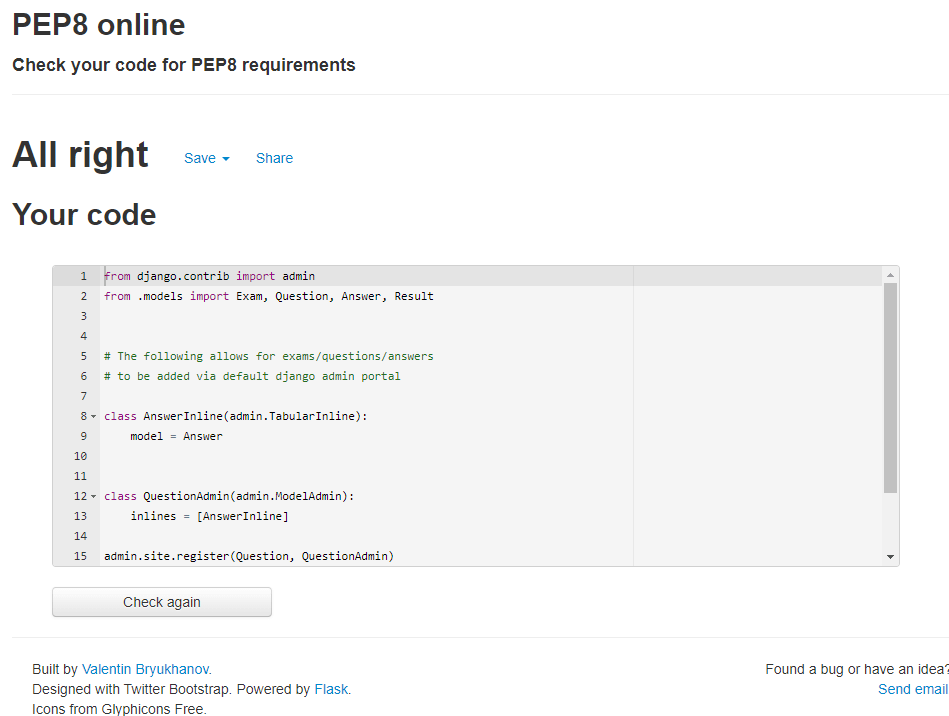 PEP8 online
Check your code for PEP8 requirements
All right Save Share
Your code
1 from django.contrib import admin
2 from .models import Exam, Question, Answer, Result
3
4
5 # The following allows for exams/questions/answers
6 # to be added via default django admin portal
7
8 class AnswerInline(admin.TabularInline):
9     model = Answer
10
11
12 class QuestionAdmin(admin.ModelAdmin):
13     inlines = [AnswerInline]
14
15 admin.site.register(Question, QuestionAdmin)
Check again
Built by Valentin Bryukhanov. Found a bug or have an idea?
Designed with Twitter Bootstrap. Powered by Flask. Send email
Icons from Glyphicons Free.